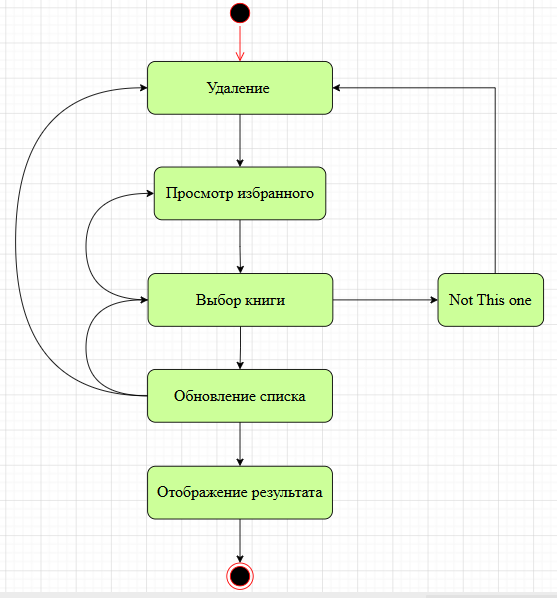 Удаление
Просмотр избранного
Выбор книги
Not This one
Обновление списка
Отображение результата